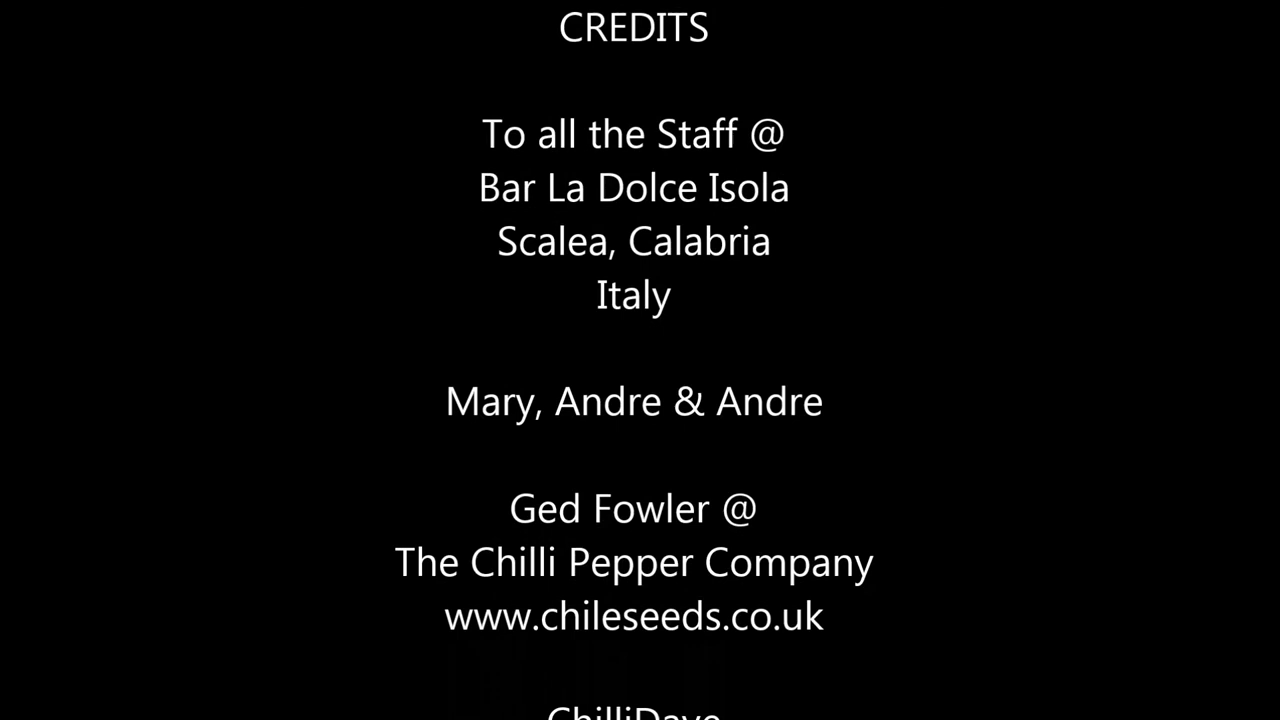 CREDITS
To all the Staff @
Bar La Dolce Isola
Scalea, Calabria
Italy
Mary, Andre & Andre
Ged Fowler @
The Chilli Pepper Company
www.chileseeds.co.uk
ChilliDave